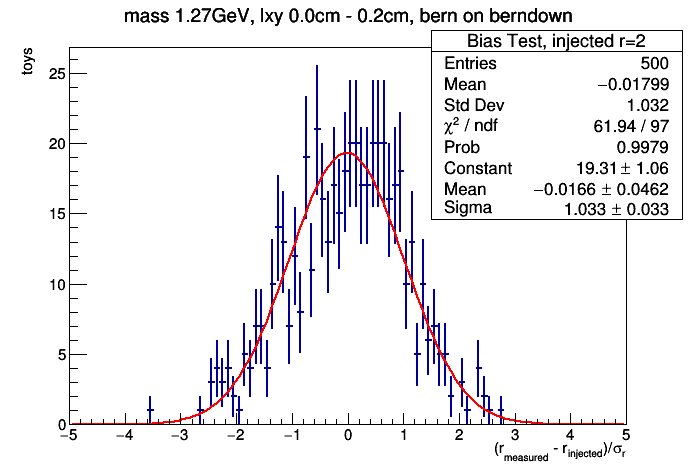 mass 1.27GeV, lxy 0.0cm - 0.2cm, bern on berndown
toys
Bias Test, injected r=2
Entries 500
Mean −0.01799
Std Dev 1.032
χ² / ndf 61.94 / 97
Prob 0.9979
Constant 19.31 ± 1.06
Mean −0.0166 ± 0.0462
Sigma 1.033 ± 0.033
25
20
15
10
5
0
−5 −4 −3 −2 −1 0 1 2 3 4 5
(r_measured - r_injected)/σ_r